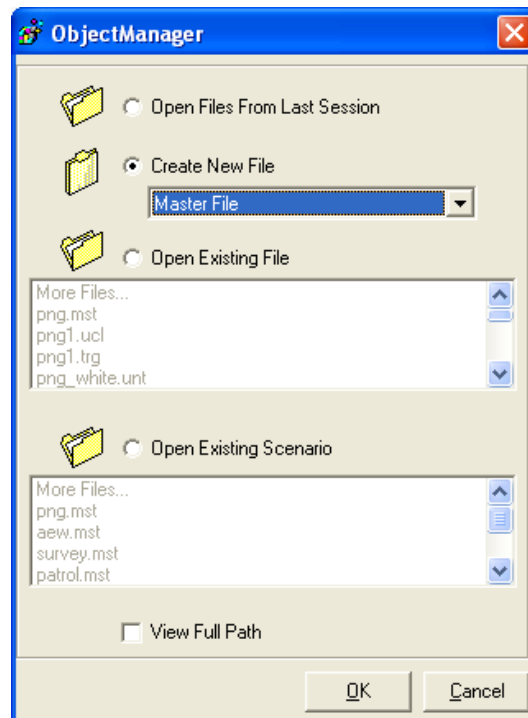 ObjectManager
Open Files From Last Session
Create New File
Master File
Open Existing File
More Files...
png.mst
png1.ucl
png1.trg
png_white.unt
Open Existing Scenario
More Files...
png.mst
aew.mst
survey.mst
patrol.mst
View Full Path
OK Cancel